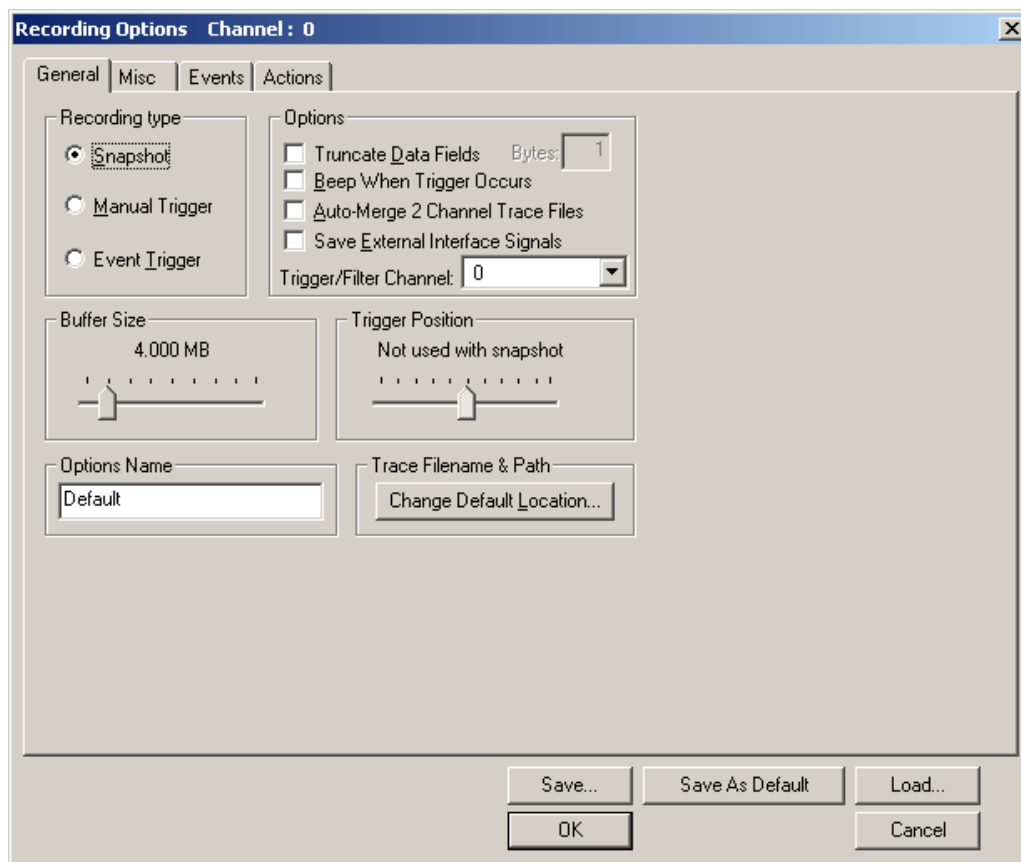 Recording Options Channel: 0
General Misc Events Actions
Recording type
Snapshot
Manual Trigger
Event Trigger
Options
Truncate Data Fields Bytes: 1
Beep When Trigger Occurs
Auto-Merge 2 Channel Trace Files
Save External Interface Signals
Trigger/Filter Channel: 0
Buffer Size
4.000 MB
Trigger Position
Not used with snapshot
Options Name
Default
Trace Filename & Path
Change Default Location...
Save... Save As Default Load...
OK Cancel